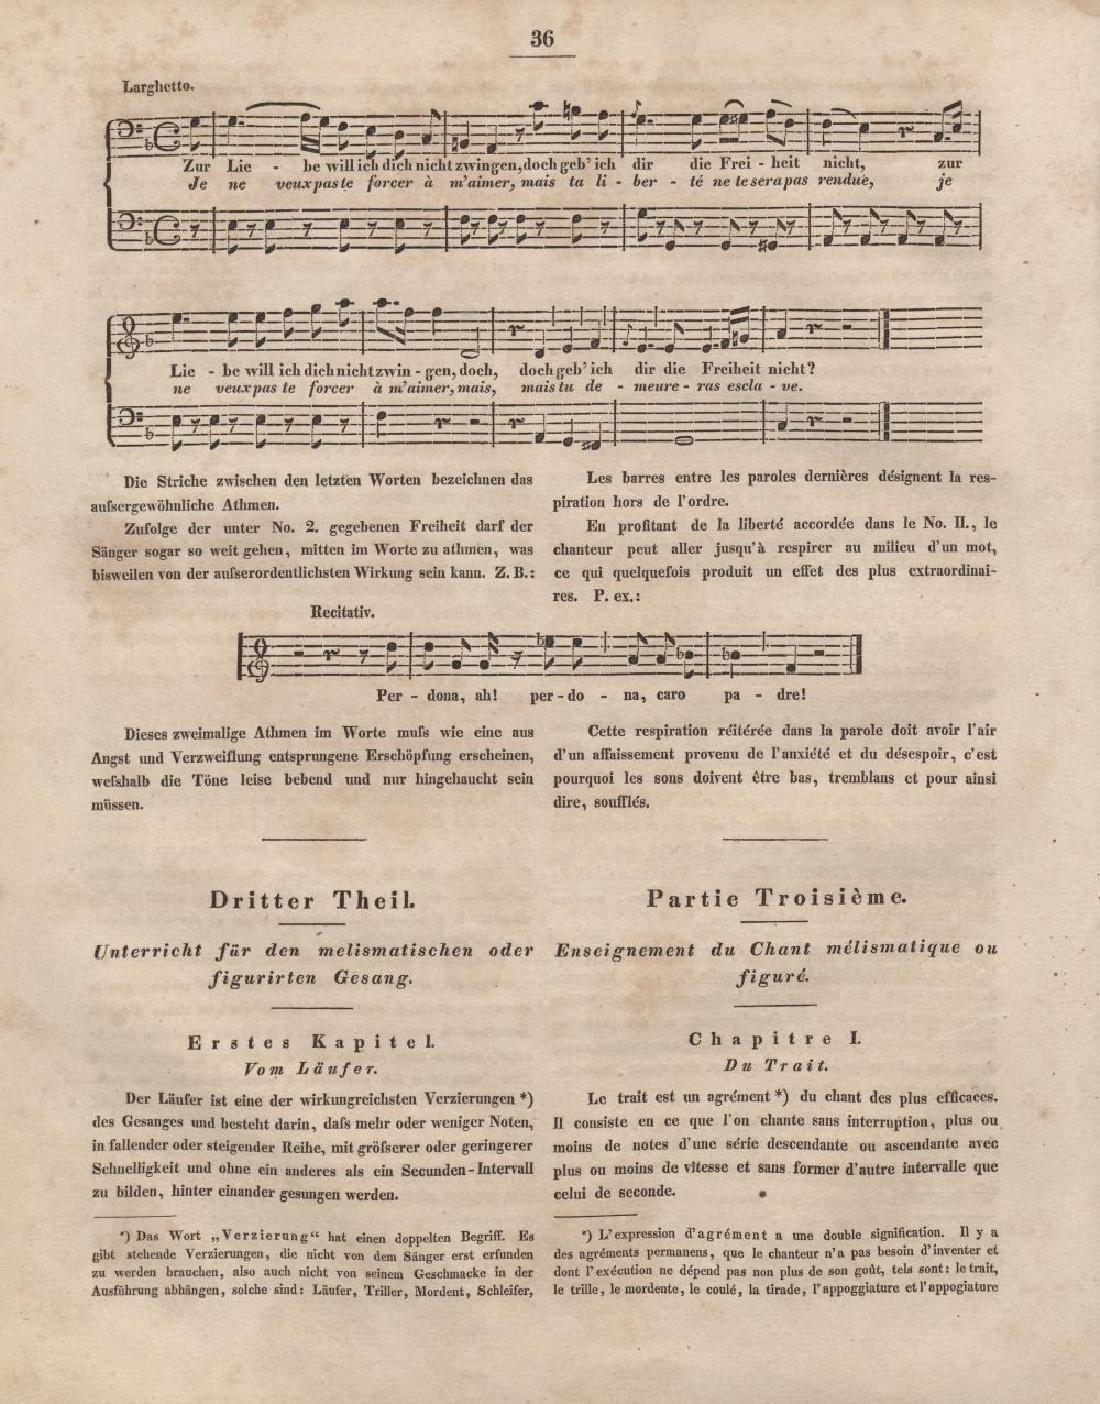 36
Larghetto.
Zur Lie - be will ich dich nicht zwingen, doch geb' ich dir die Frei - heit nicht, zur
Je ne veux pas te forcer à m'aimer, mais ta li - ber - té ne te sera pas rendue, je
Lie - be will ich dich nicht zwin - gen, doch, doch geb' ich dir die Freiheit nicht?
ne veux pas te forcer à m'aimer, mais, mais tu de - meure - ras escla - ve.
Die Striche zwischen den letzten Worten bezeichnen das
aufsergewöhnliche Athmen.
Zufolge der unter No. 2. gegebenen Freiheit darf der
Sänger sogar so weit gehen, mitten im Worte zu athmen, was
bisweilen von der aufserordentlichsten Wirkung sein kann. Z. B.:
Les barres entre les paroles dernières désignent la res-
piration hors de l'ordre.
En profitant de la liberté accordée dans le No. II., le
chanteur peut aller jusqu'à respirer au milieu d'un mot,
ce qui quelquefois produit un effet des plus extraordinai-
res. P. ex.:
Recitativ.
Per - dona, ah! per - do - na, caro pa - dre!
Dieses zweimalige Athmen im Worte mufs wie eine aus
Angst und Verzweiflung entsprungene Erschöpfung erscheinen,
wefshalb die Töne leise bebend und nur hingehaucht sein
müssen.
Cette respiration réitérée dans la parole doit avoir l'air
d'un affaissement provenu de l'anxiété et du désespoir, c'est
pourquoi les sons doivent être bas, tremblans et pour ainsi
dire, soufflés.
Dritter Theil.
Unterricht für den melismatischen oder
figurirten Gesang.
Erstes Kapitel.
Vom Läufer.
Der Läufer ist eine der wirkungreichsten Verzierungen *)
des Gesanges und besteht darin, dafs mehr oder weniger Noten,
in fallender oder steigender Reihe, mit gröfserer oder geringerer
Schnelligkeit und ohne ein anderes als ein Secunden-Intervall
zu bilden, hinter einander gesungen werden.
*) Das Wort „Verzierung“ hat einen doppelten Begriff. Es
gibt stehende Verzierungen, die nicht von dem Sänger erst erfunden
zu werden brauchen, also auch nicht von seinem Geschmacke in der
Ausführung abhängen, solche sind: Läufer, Triller, Mordent, Schleifer,
Partie Troisième.
Enseignement du Chant mélismatique ou
figuré.
Chapitre I.
Du Trait.
Le trait est un agrément *) du chant des plus efficaces.
Il consiste en ce que l'on chante sans interruption, plus ou
moins de notes d'une série descendante ou ascendante avec
plus ou moins de vitesse et sans former d'autre intervalle que
celui de seconde.
*) L'expression d'agrément a une double signification. Il y a
des agréments permanens, que le chanteur n'a pas besoin d'inventer et
dont l'exécution ne dépend pas non plus de son goût, tels sont: le trait,
le trille, le mordente, le coulé, la tirade, l'appoggiature et l'appogiature